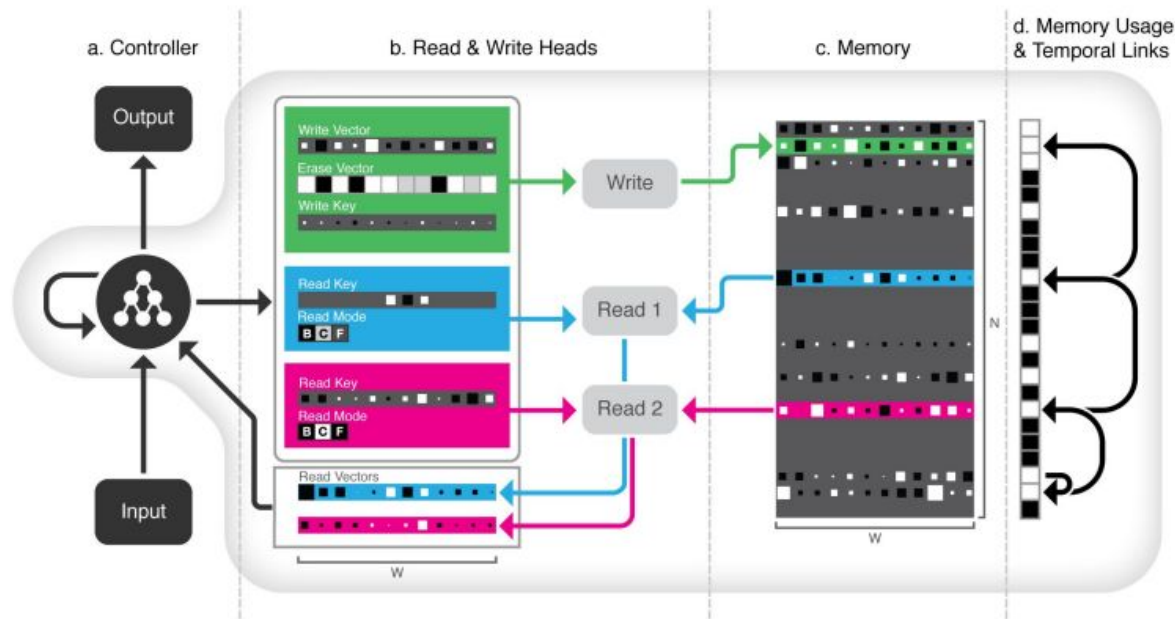 a. Controller
b. Read & Write Heads
c. Memory
d. Memory Usage
& Temporal Links
Output
Input
Write Vector
Erase Vector
Write Key
Read Key
Read Mode
B C F
Read Key
Read Mode
B C F
Read Vectors
W
Write
Read 1
Read 2
N
W